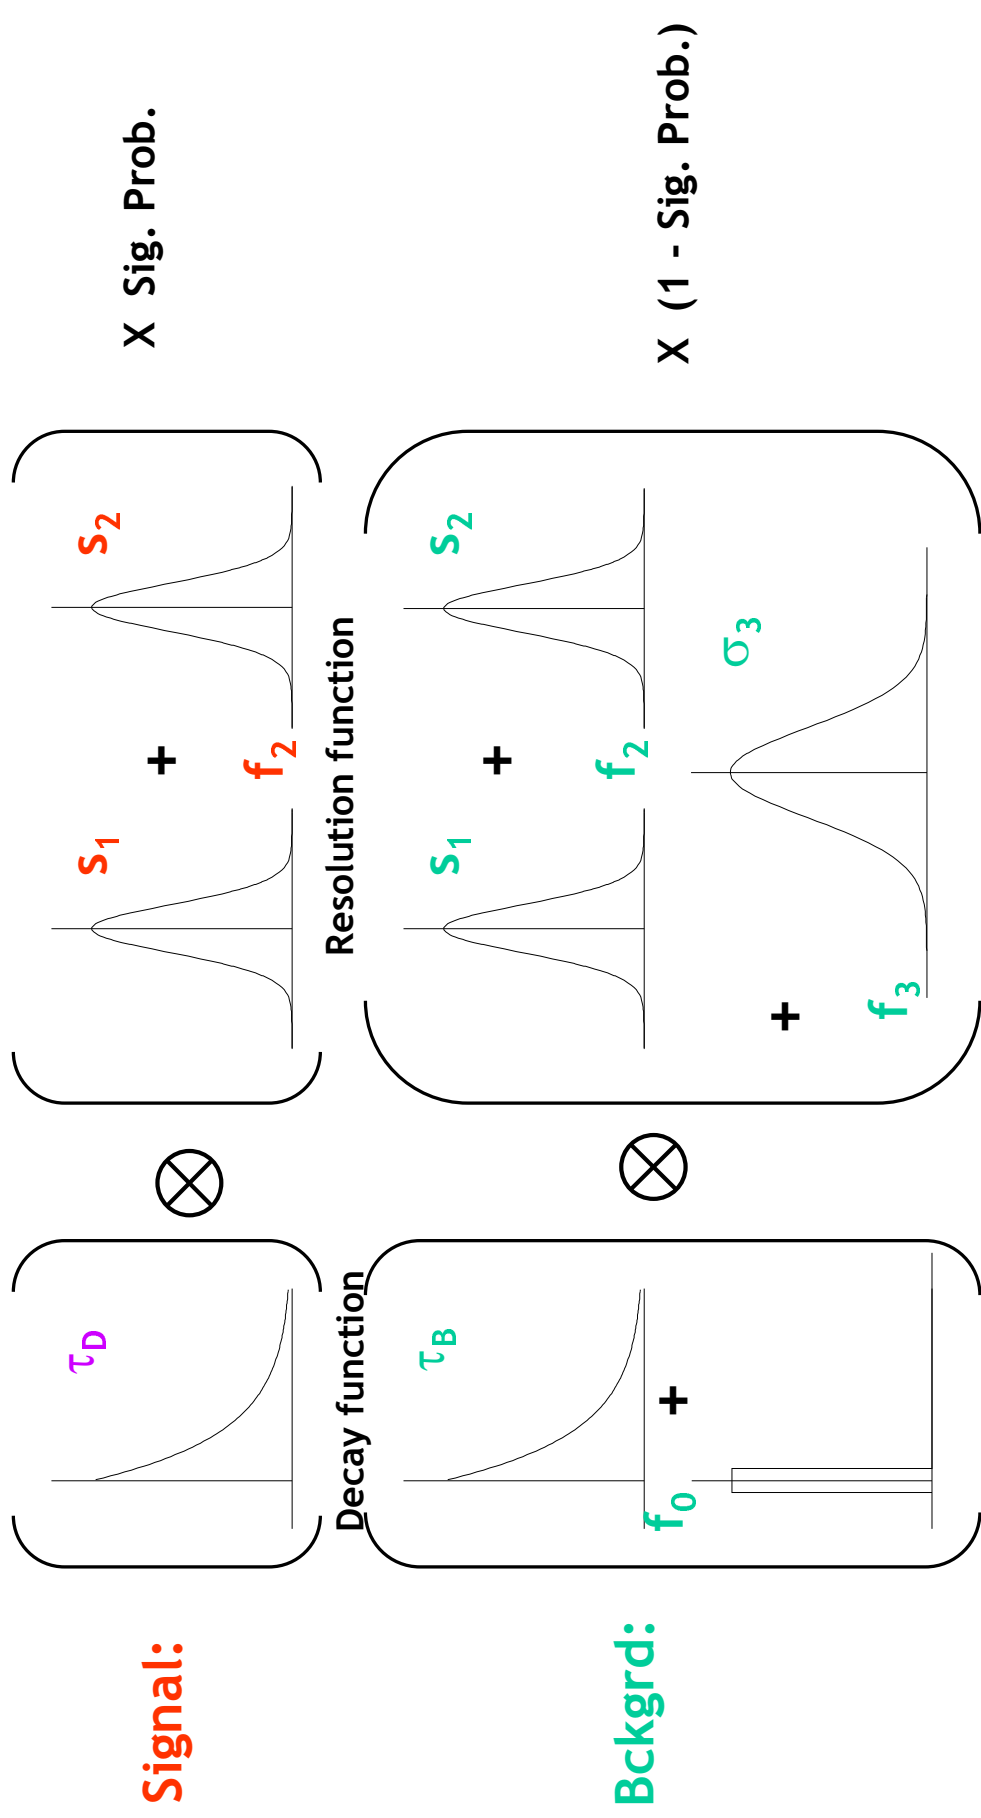 Signal:
τD
S1
+
f2
S2
X Sig. Prob.
Decay function
Resolution function
Bckgrd:
τB
+
f0
S1
+
f2
S2
+
f3
σ3
X (1 - Sig. Prob.)